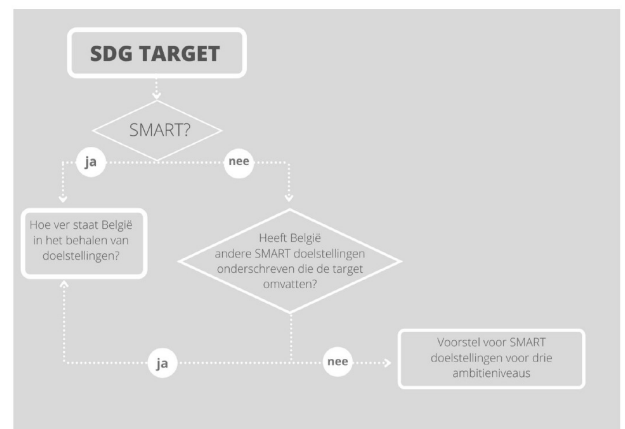 SDG TARGET
SMART?
ja
nee
Hoe ver staat België
in het behalen van
doelstellingen?
Heeft België
andere SMART doelstellingen
onderschreven die de target
omvatten?
ja
nee
Voorstel voor SMART
doelstellingen voor drie
ambitieniveaus